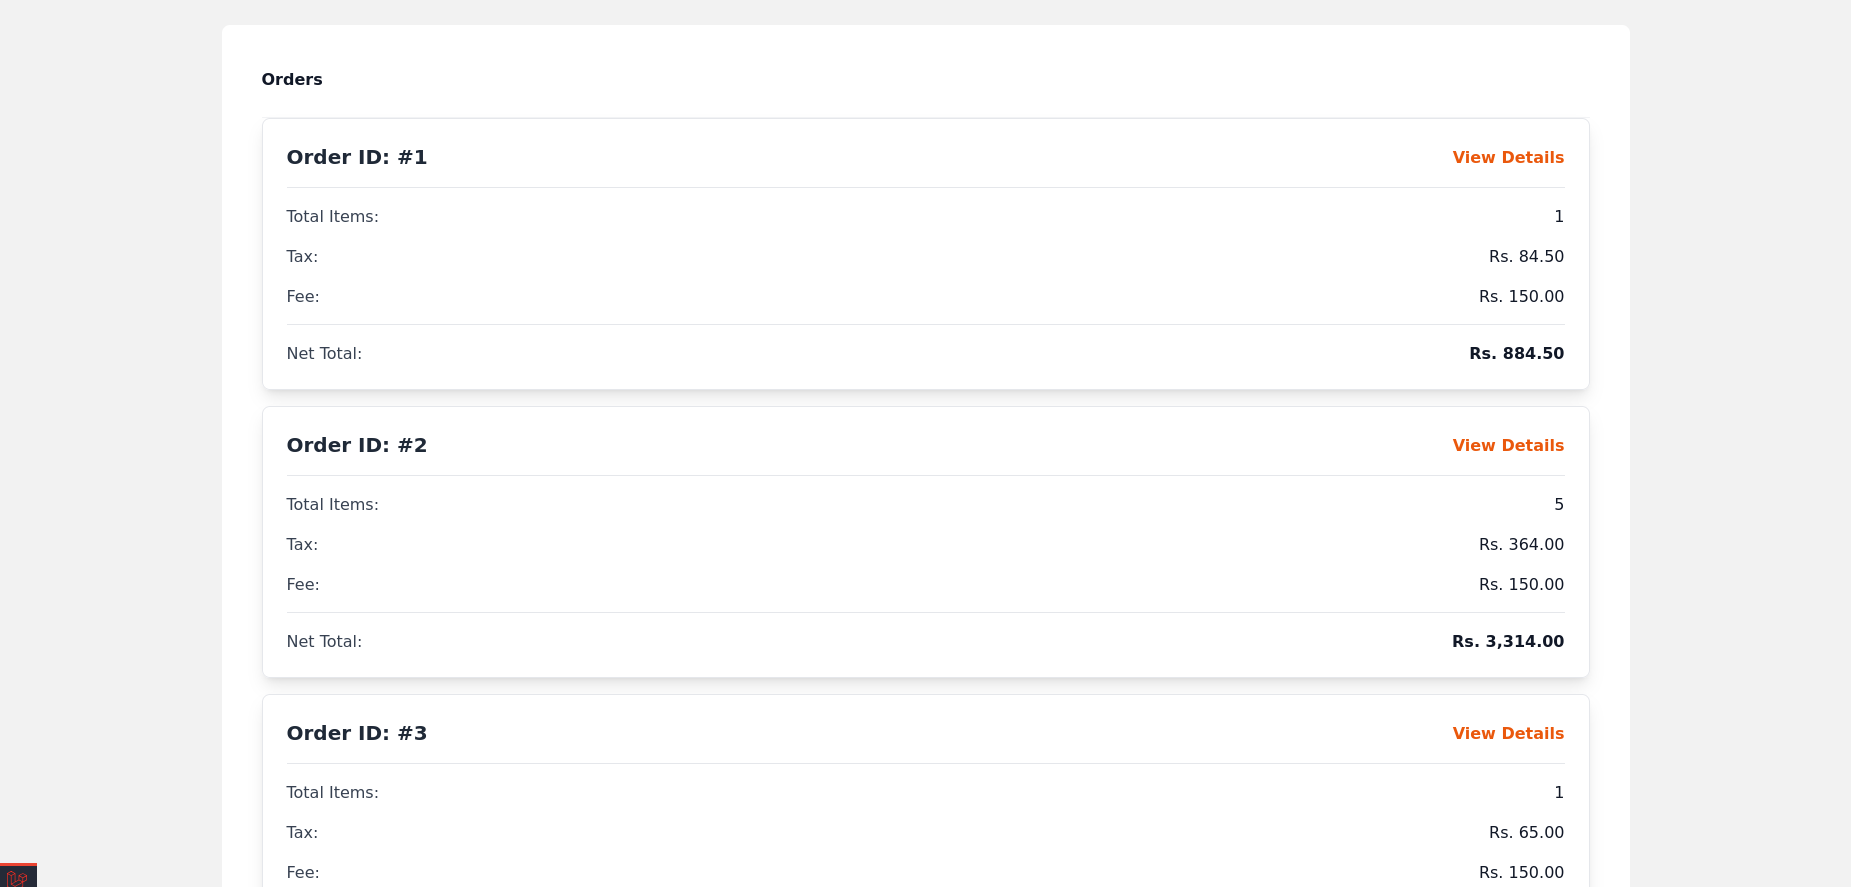 Orders
Order ID: #1 View Details
Total Items: 1
Tax: Rs. 84.50
Fee: Rs. 150.00
Net Total: Rs. 884.50
Order ID: #2 View Details
Total Items: 5
Tax: Rs. 364.00
Fee: Rs. 150.00
Net Total: Rs. 3,314.00
Order ID: #3 View Details
Total Items: 1
Tax: Rs. 65.00
Fee: Rs. 150.00